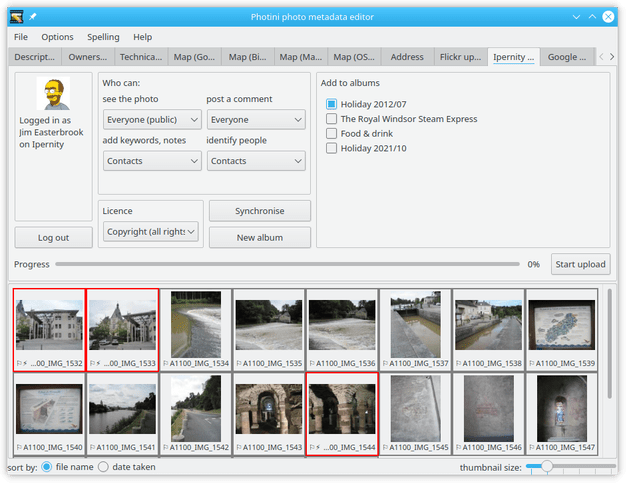 Photini photo metadata editor
File Options Spelling Help
Descript... Owners... Technica... Map (Go... Map (Bi... Map (Ma... Map (OS... Address Flickr up... Ipernity ... Google ...
Who can:
see the photo post a comment
Everyone (public) Everyone
add keywords, notes identify people
Contacts Contacts
Logged in as
Jim Easterbrook
on Ipernity
Log out
Licence
Copyright (all rights
Synchronise
New album
Add to albums
Holiday 2012/07
The Royal Windsor Steam Express
Food & drink
Holiday 2021/10
Progress 0% Start upload
...00_IMG_1532 ...00_IMG_1533 A1100_IMG_1534 A1100_IMG_1535 A1100_IMG_1536 A1100_IMG_1537 A1100_IMG_1538 A1100_IMG_1539
A1100_IMG_1540 A1100_IMG_1541 A1100_IMG_1542 A1100_IMG_1543 ...00_IMG_1544 A1100_IMG_1545 A1100_IMG_1546 A1100_IMG_1547
sort by: file name date taken thumbnail size: